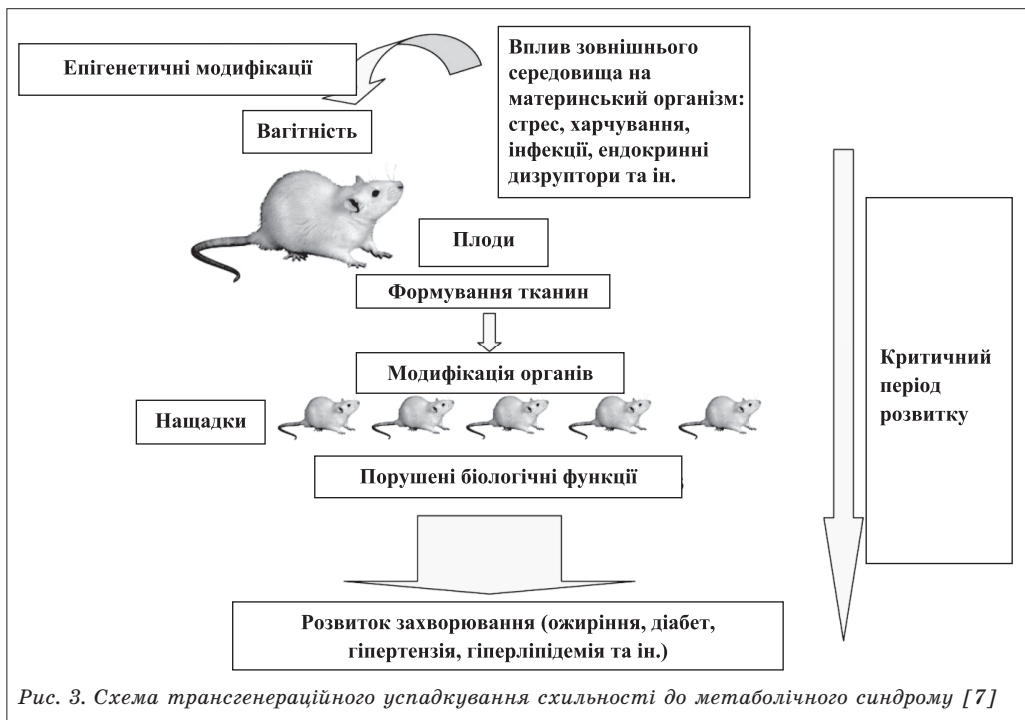 Епігенетичні модифікації
Вплив зовнішнього
середовища на
материнський організм:
стрес, харчування,
інфекції, ендокринні
дизруптори та ін.
Вагітність
Плоди
Формування тканин
Модифікація органів
Нащадки
Порушені біологічні функції
Критичний
період
розвитку
Розвиток захворювання (ожиріння, діабет,
гіпертензія, гіперліпідемія та ін.)
Рис. 3. Схема трансгенераційного успадкування схильності до метаболічного синдрому [7]